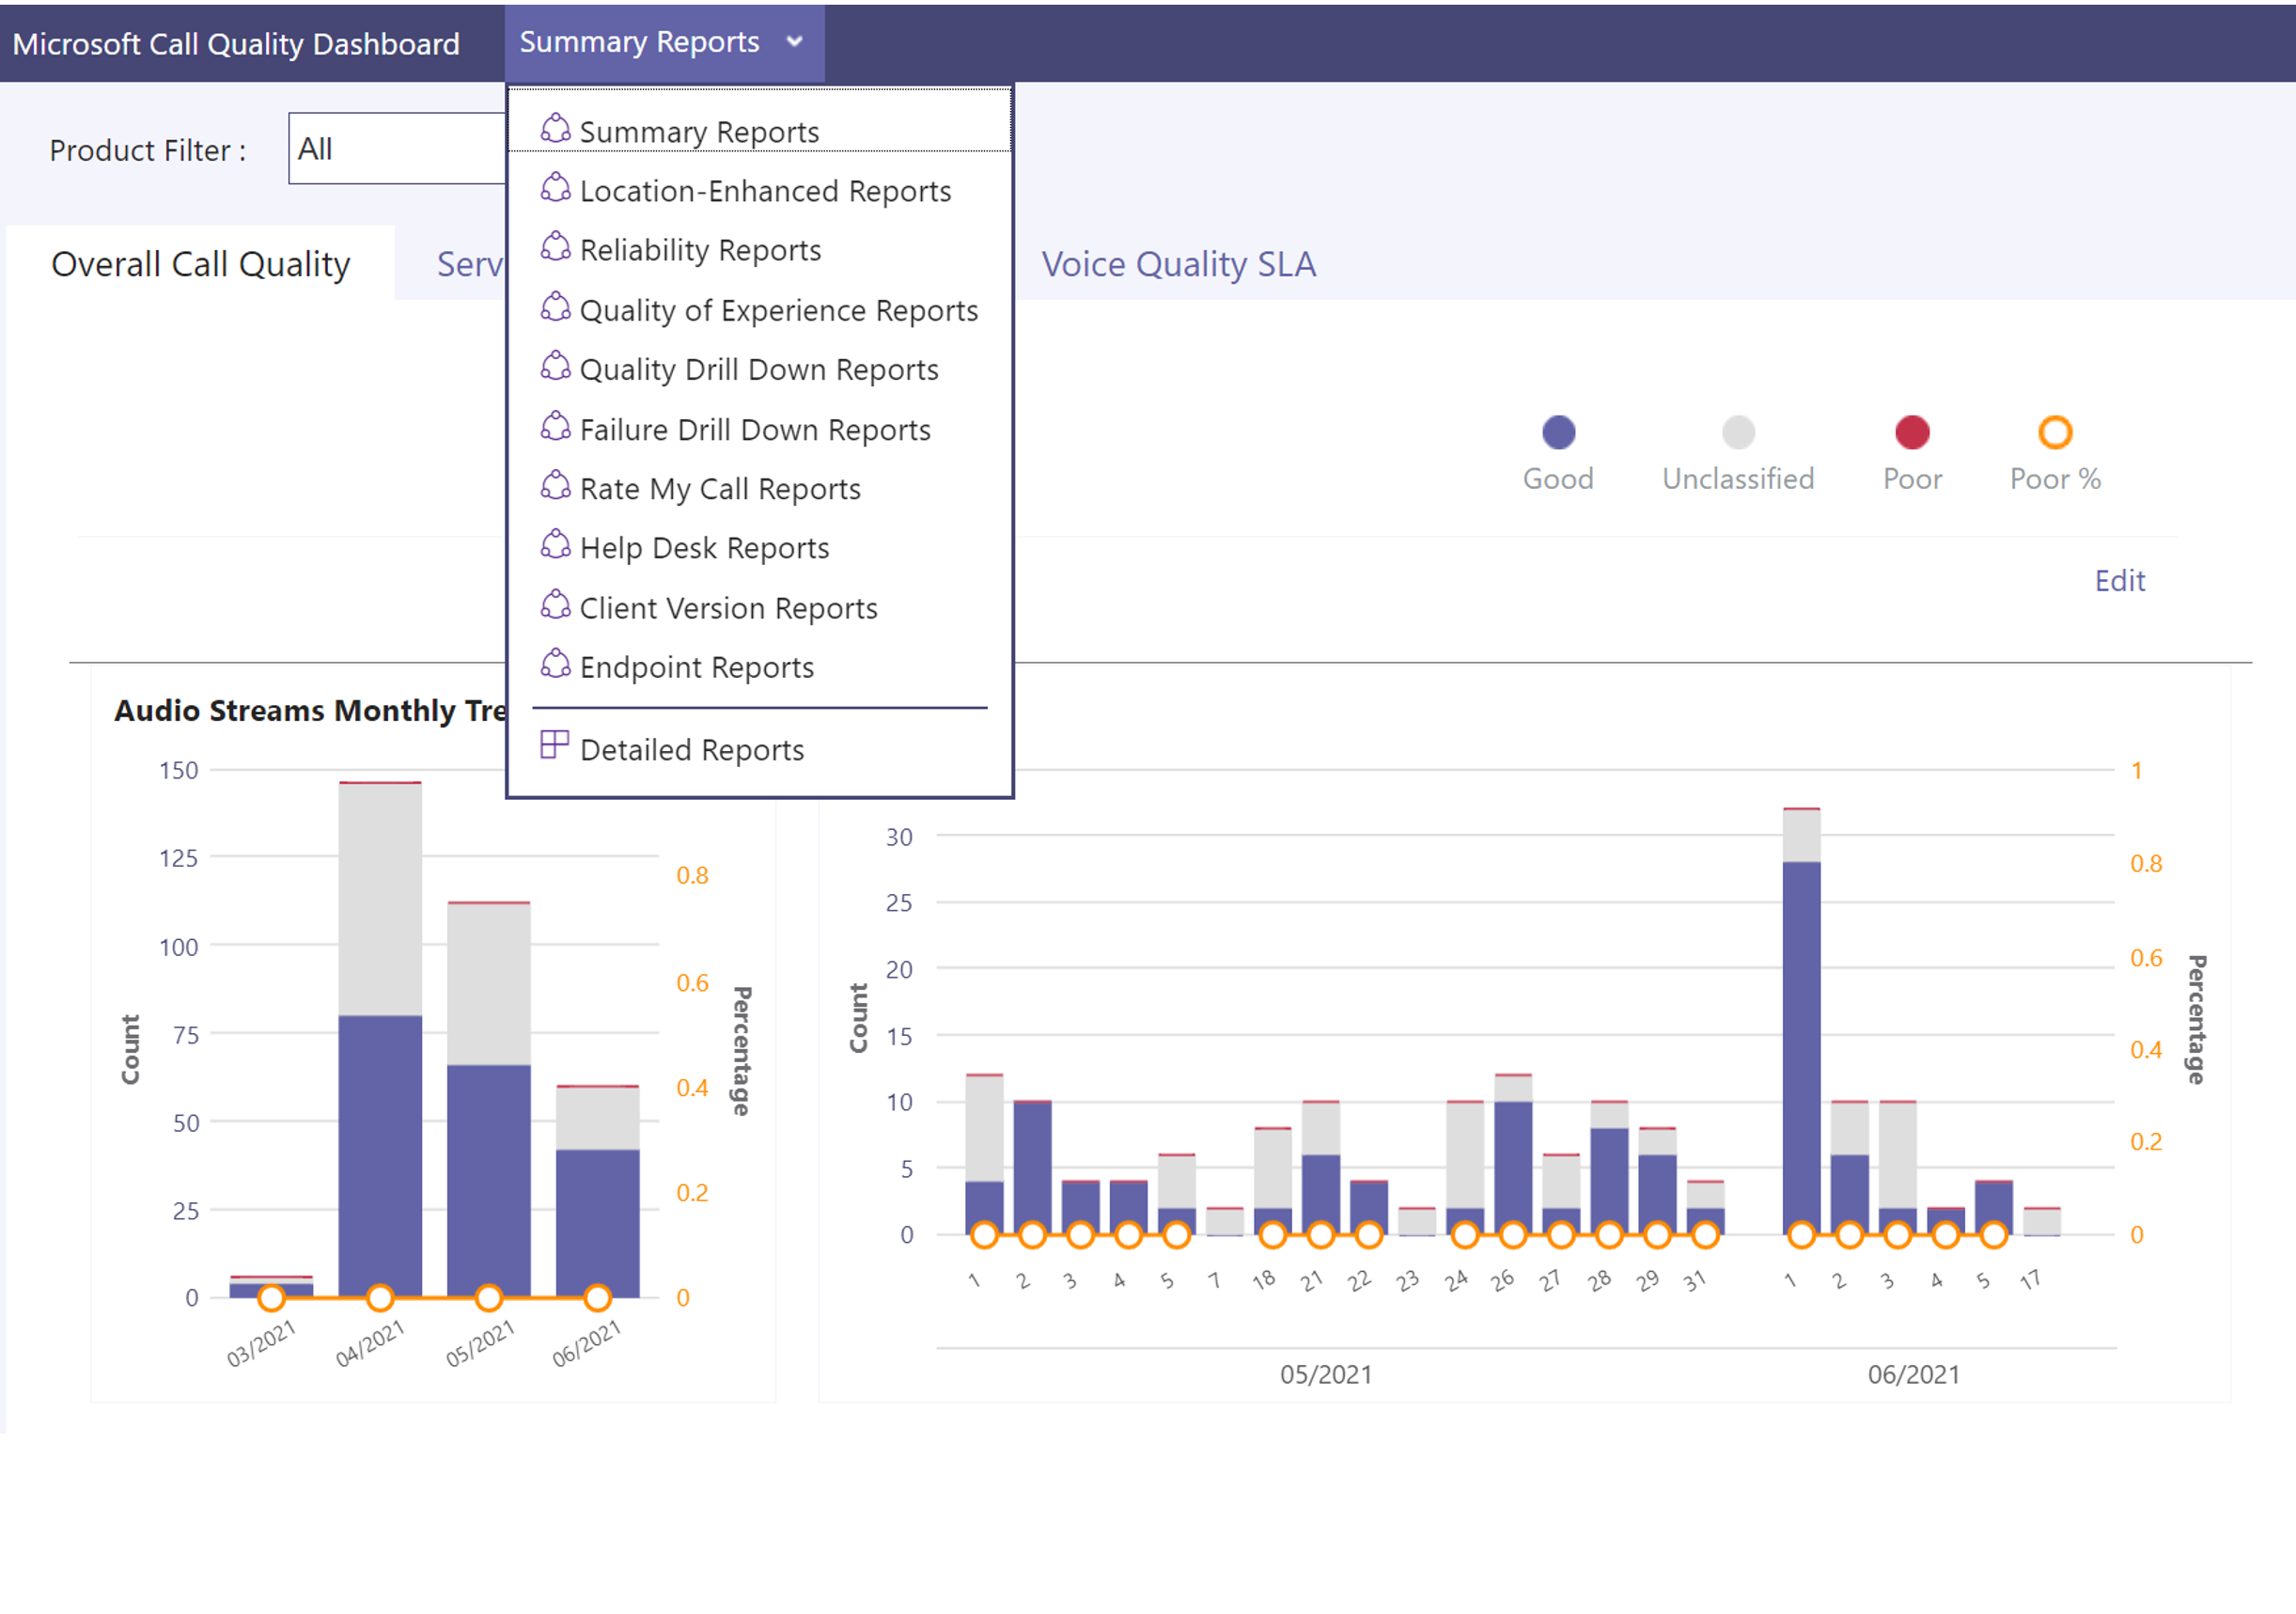 Microsoft Call Quality Dashboard
Summary Reports
Product Filter :
All
Summary Reports
Location-Enhanced Reports
Reliability Reports
Quality of Experience Reports
Quality Drill Down Reports
Failure Drill Down Reports
Rate My Call Reports
Help Desk Reports
Client Version Reports
Endpoint Reports
Detailed Reports
Overall Call Quality
Serv
Voice Quality SLA
Good
Unclassified
Poor
Poor %
Edit
Audio Streams Monthly Tre
150
125
100
75
50
25
0
Count
0.8
0.6
0.4
0.2
0
Percentage
03/2021
04/2021
05/2021
06/2021
30
25
20
15
10
5
0
Count
1
0.8
0.6
0.4
0.2
0
Percentage
1 2 3 4 5 7 18 21 22 23 24 26 27 28 29 31 1 2 3 4 5 17
05/2021
06/2021